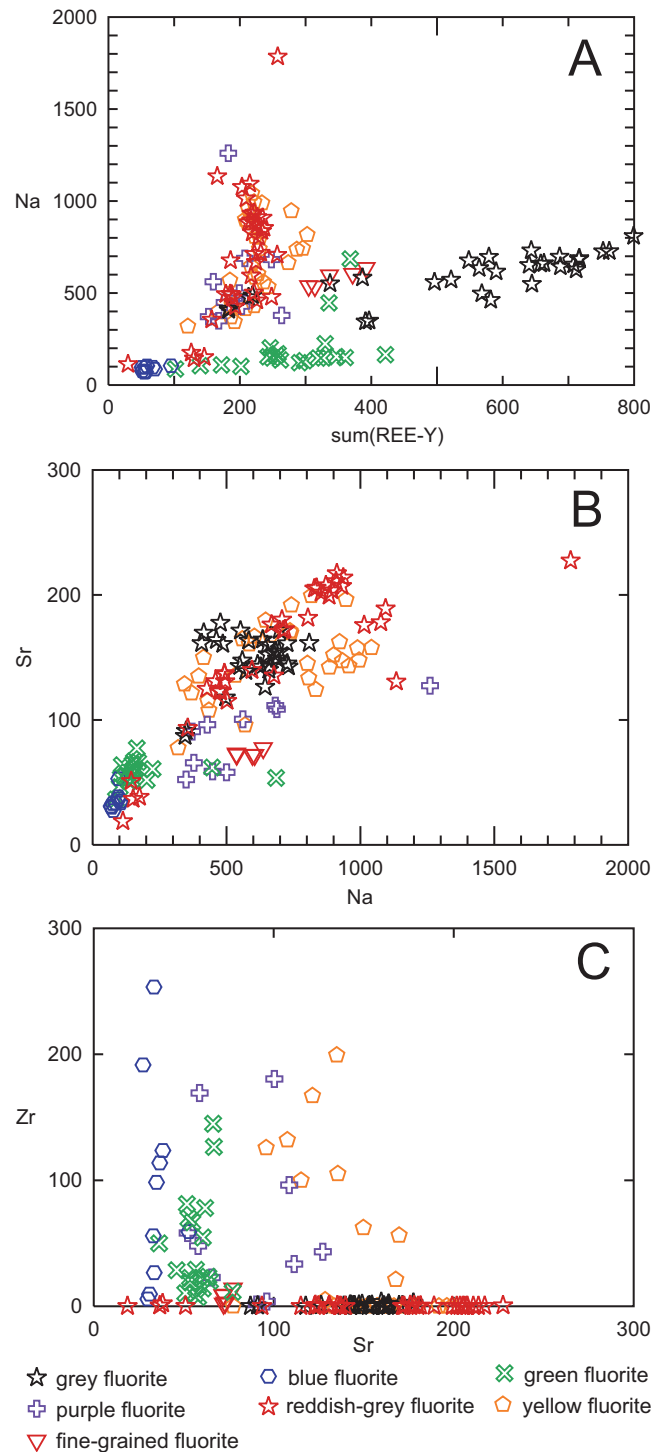 2000
A
1500
Na
1000
500
0
0 200 400 600 800
sum(REE-Y)
300
B
200
Sr
100
0
0 500 1000 1500 2000
Na
300
C
200
Zr
100
0
0 100 200 300
Sr
grey fluorite blue fluorite green fluorite
purple fluorite reddish-grey fluorite yellow fluorite
fine-grained fluorite